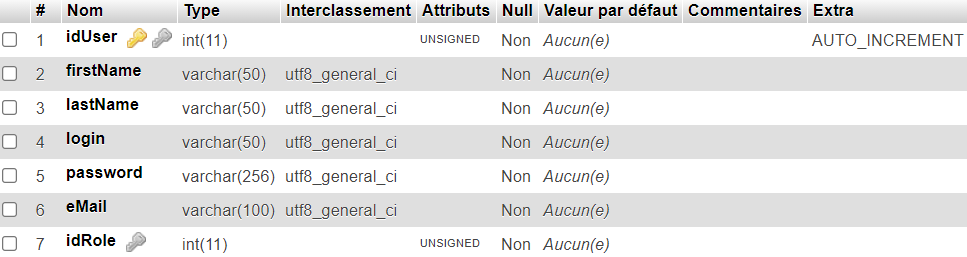 # Nom Type Interclassement Attributs Null Valeur par défaut Commentaires Extra
1 idUser int(11) UNSIGNED Non Aucun(e) AUTO_INCREMENT
2 firstName varchar(50) utf8_general_ci Non Aucun(e)
3 lastName varchar(50) utf8_general_ci Non Aucun(e)
4 login varchar(50) utf8_general_ci Non Aucun(e)
5 password varchar(256) utf8_general_ci Non Aucun(e)
6 eMail varchar(100) utf8_general_ci Non Aucun(e)
7 idRole int(11) UNSIGNED Non Aucun(e)